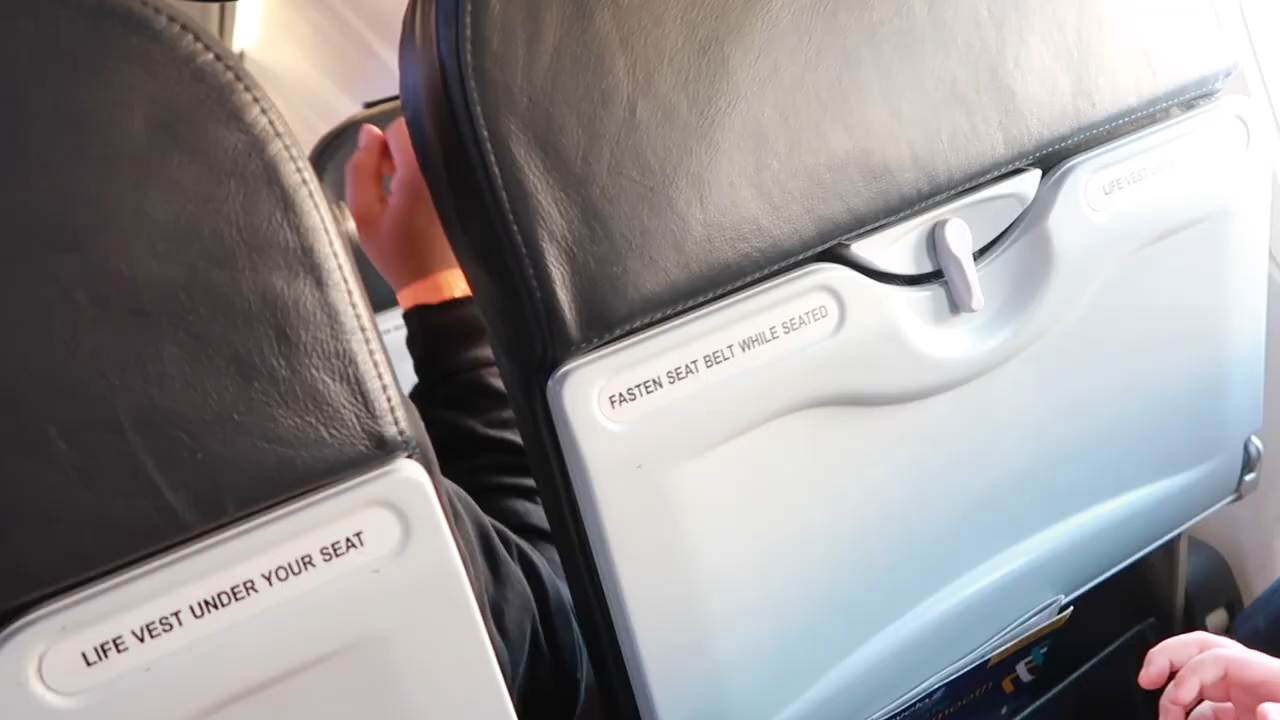 LIFE VEST UNDER YOUR SEAT
FASTEN SEAT BELT WHILE SEATED
LIFE VEST